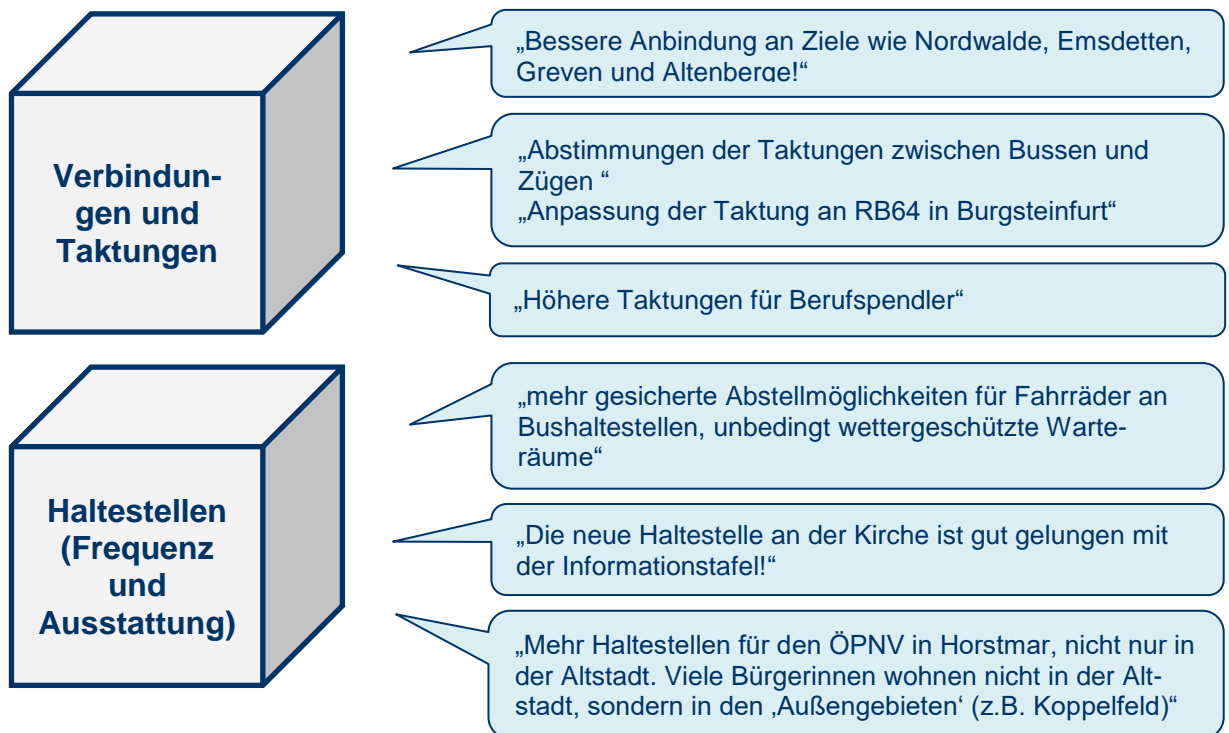 Verbindun-
gen und
Taktungen
„Bessere Anbindung an Ziele wie Nordwalde, Emsdetten,
Greven und Altenberge!“
„Abstimmungen der Taktungen zwischen Bussen und
Zügen “
„Anpassung der Taktung an RB64 in Burgsteinfurt“
„Höhere Taktungen für Berufspendler“
Haltestellen
(Frequenz
und
Ausstattung)
„mehr gesicherte Abstellmöglichkeiten für Fahrräder an
Bushaltestellen, unbedingt wettergeschützte Warte-
räume“
„Die neue Haltestelle an der Kirche ist gut gelungen mit
der Informationstafel!“
„Mehr Haltestellen für den ÖPNV in Horstmar, nicht nur in
der Altstadt. Viele Bürgerinnen wohnen nicht in der Alt-
stadt, sondern in den ‚Außengebieten‘ (z.B. Koppelfeld)“